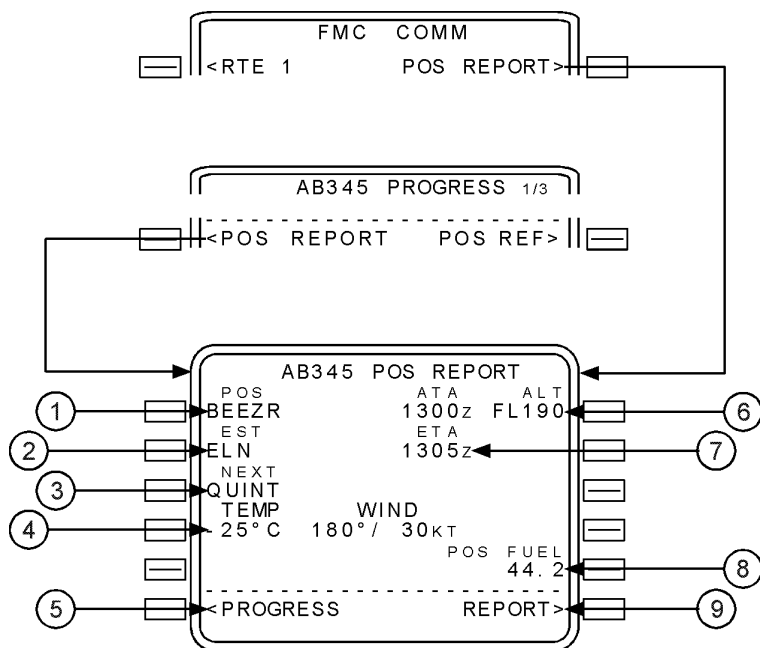 FMC COMM
<RTE 1 POS REPORT>
AB345 PROGRESS 1/3
<POS REPORT POS REF>
AB345 POS REPORT
POS ATA ALT
1 BEEZR 1300z FL190 6
EST ETA
2 ELN 1305z 7
NEXT
3 QUINT
TEMP WIND
4 -25°C 180°/ 30KT
POS FUEL
44.2 8
5 <PROGRESS REPORT> 9